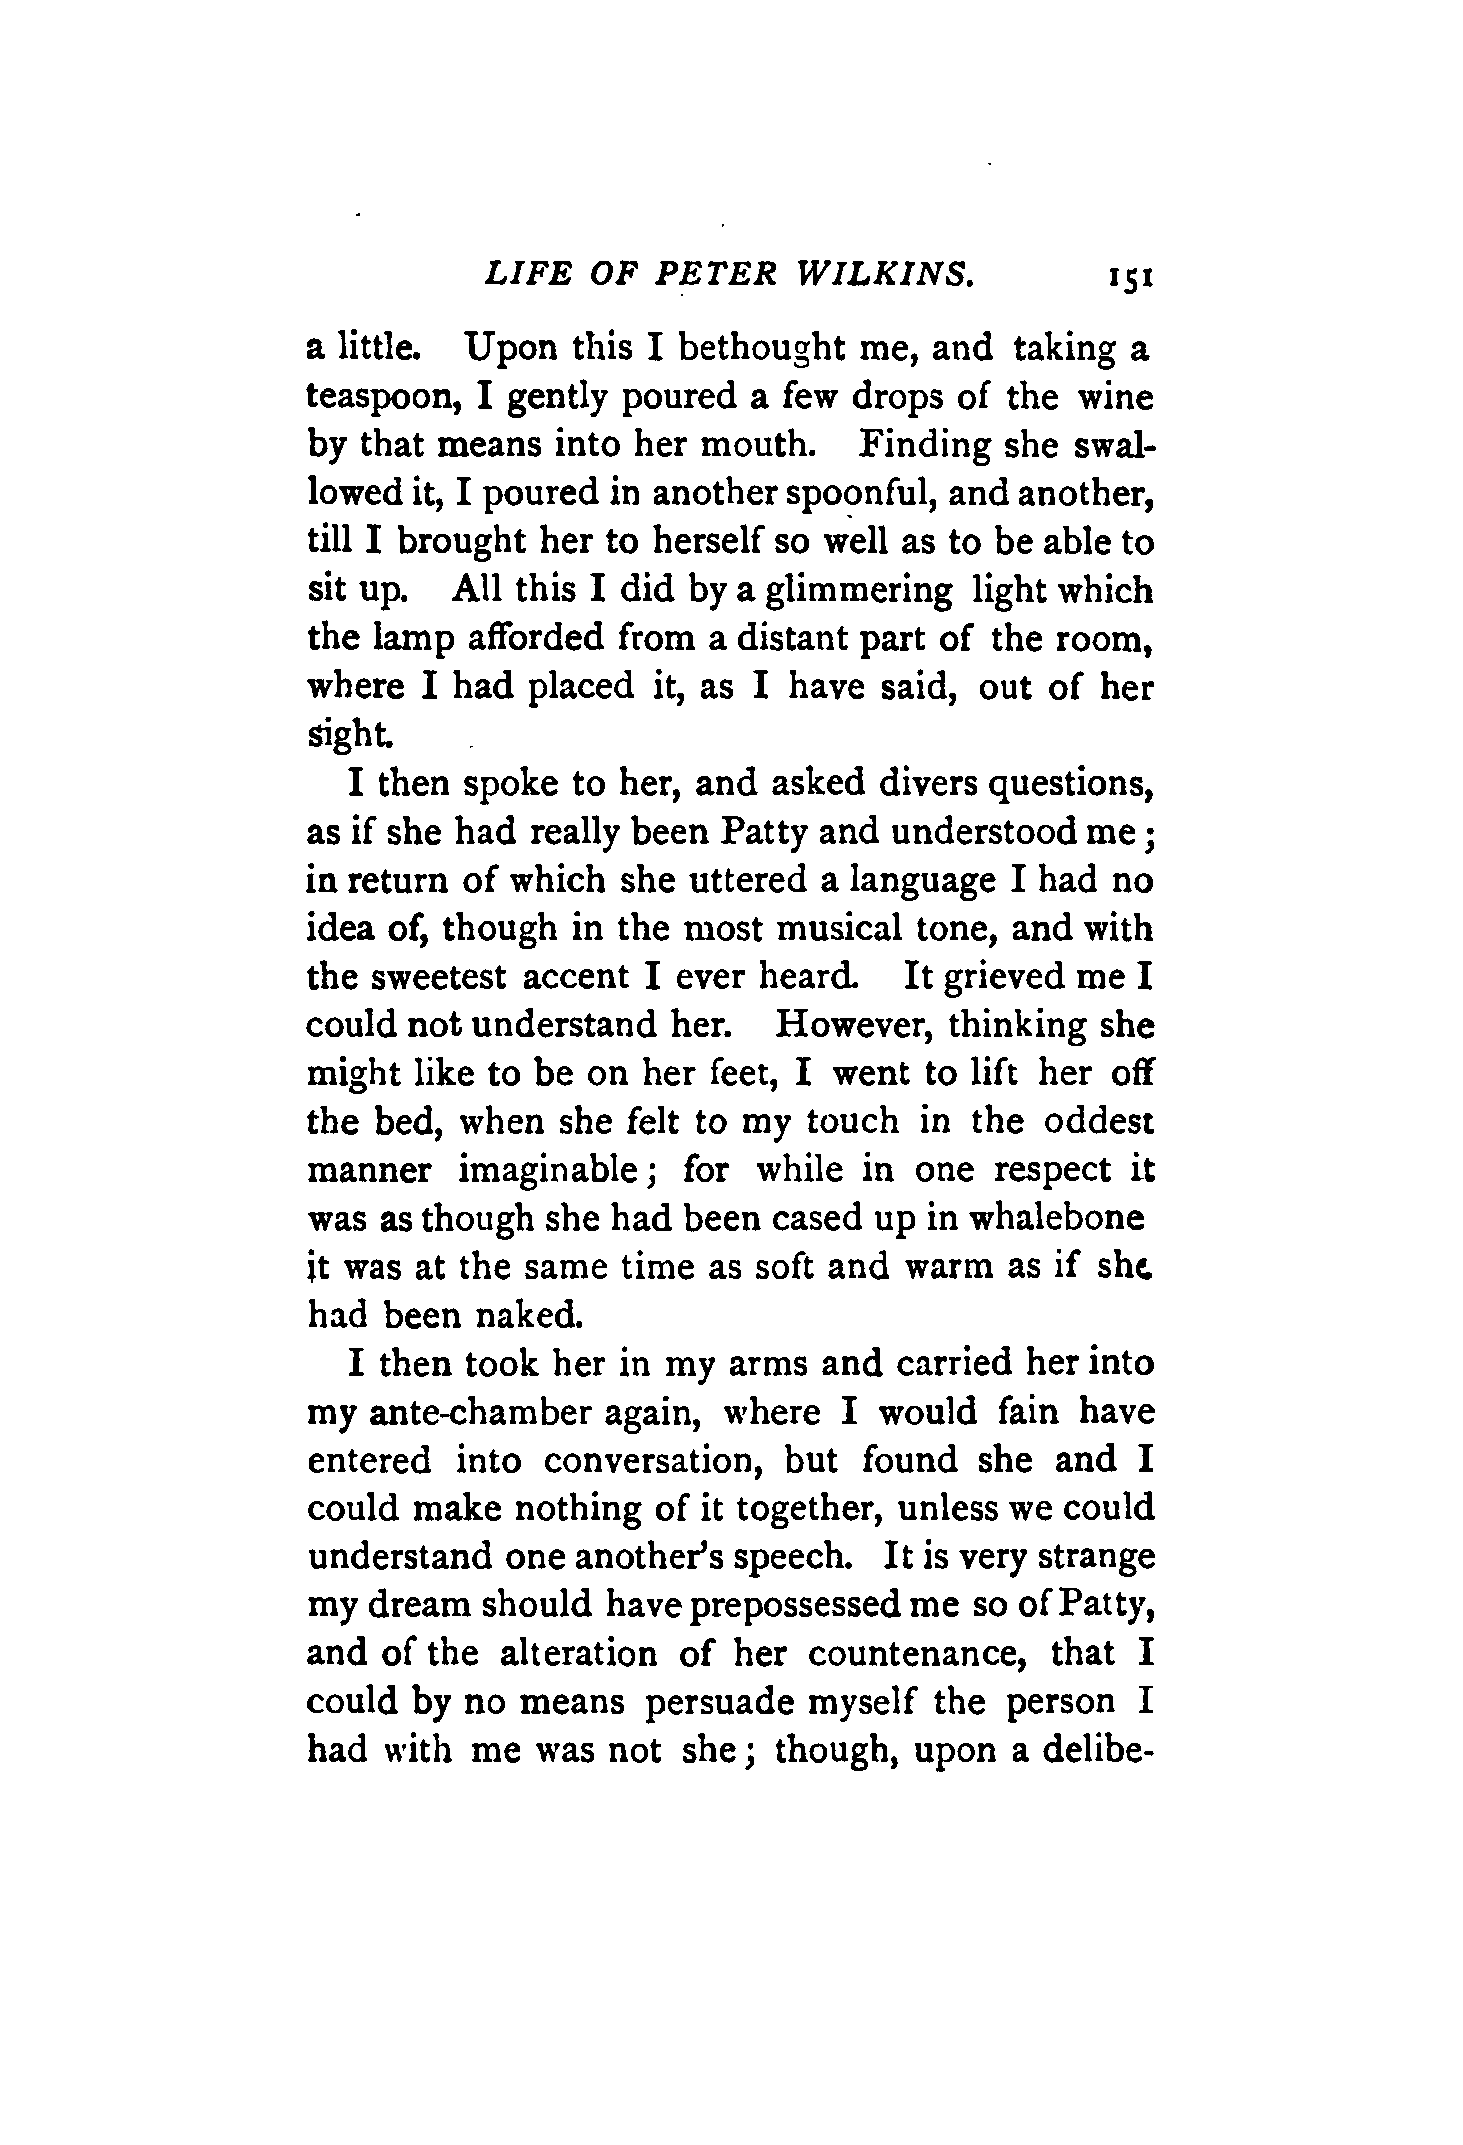 LIFE OF PETER WILKINS. 151
a little. Upon this I bethought me, and taking a
teaspoon, I gently poured a few drops of the wine
by that means into her mouth. Finding she swal-
lowed it, I poured in another spoonful, and another,
till I brought her to herself so well as to be able to
sit up. All this I did by a glimmering light which
the lamp afforded from a distant part of the room,
where I had placed it, as I have said, out of her
sight.
I then spoke to her, and asked divers questions,
as if she had really been Patty and understood me;
in return of which she uttered a language I had no
idea of, though in the most musical tone, and with
the sweetest accent I ever heard. It grieved me I
could not understand her. However, thinking she
might like to be on her feet, I went to lift her off
the bed, when she felt to my touch in the oddest
manner imaginable; for while in one respect it
was as though she had been cased up in whalebone
it was at the same time as soft and warm as if she
had been naked.
I then took her in my arms and carried her into
my ante-chamber again, where I would fain have
entered into conversation, but found she and I
could make nothing of it together, unless we could
understand one another's speech. It is very strange
my dream should have prepossessed me so of Patty,
and of the alteration of her countenance, that I
could by no means persuade myself the person I
had with me was not she; though, upon a delibe-